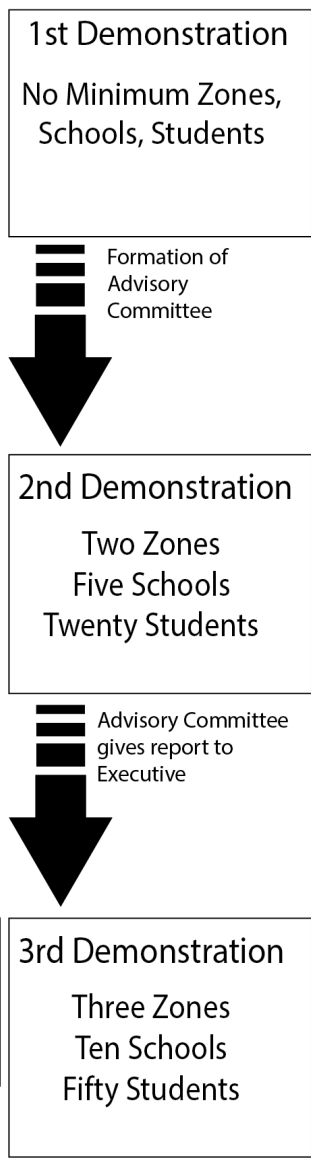 1st Demonstration
No Minimum Zones,
Schools, Students
Formation of
Advisory
Committee
2nd Demonstration
Two Zones
Five Schools
Twenty Students
Advisory Committee
gives report to
Executive
3rd Demonstration
Three Zones
Ten Schools
Fifty Students